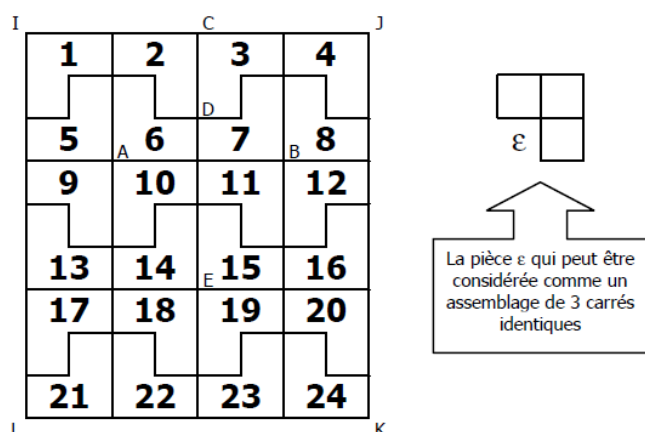 I C J
1 2 3 4
D
5 A 6 7 B 8
9 10 11 12
13 14 E 15 16
17 18 19 20
21 22 23 24
L K
ε
La pièce ε qui peut être
considérée comme un
assemblage de 3 carrés
identiques